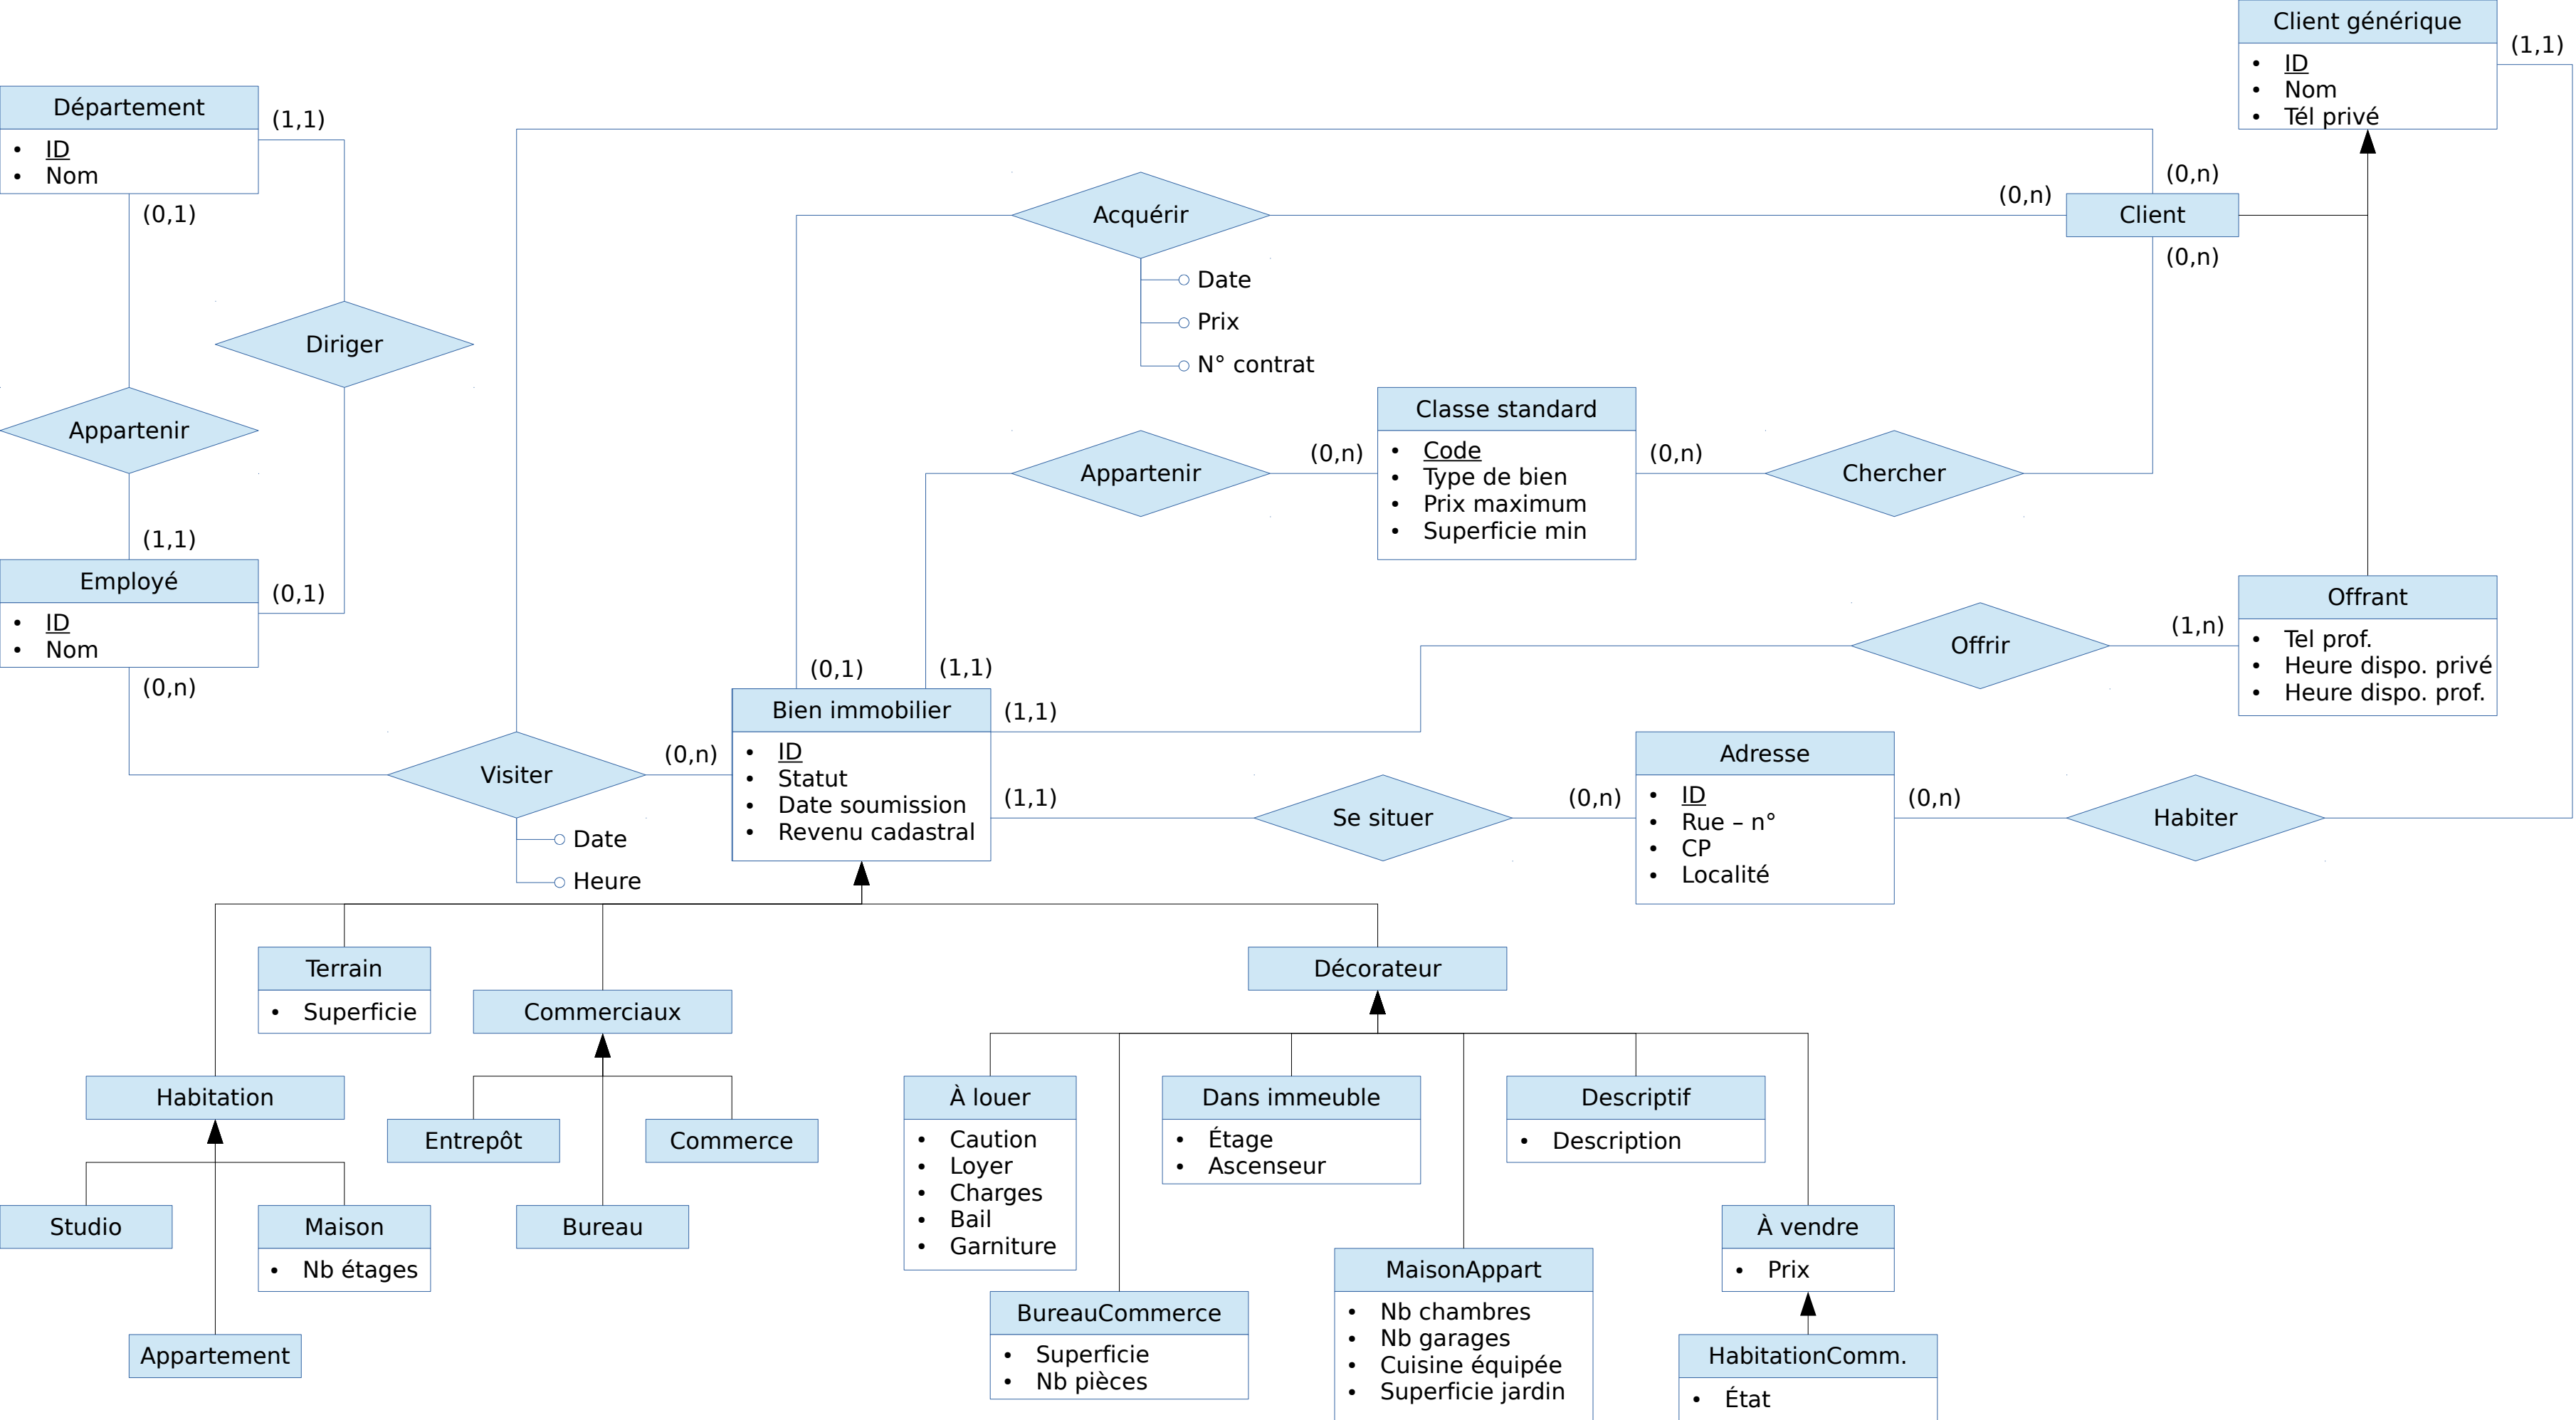 Client générique
(1,1)
• ID
• Nom
• Tél privé
Département
(1,1)
• ID
• Nom
(0,1)
Diriger
Appartenir
(1,1)
Employé
(0,1)
• ID
• Nom
(0,n)
Acquérir
Date
Prix
N° contrat
(0,n)
(0,n)
Client
(0,n)
Appartenir
(0,n)
Classe standard
• Code
• Type de bien
• Prix maximum
• Superficie min
(0,n)
Chercher
Offrant
• Tel prof.
• Heure dispo. privé
• Heure dispo. prof.
(1,n)
Offrir
(0,1)
(1,1)
Bien immobilier
(1,1)
• ID
• Statut
• Date soumission
• Revenu cadastral
(0,n)
Visiter
Date
Heure
(1,1)
Se situer
(0,n)
Adresse
• ID
• Rue – n°
• CP
• Localité
(0,n)
Habiter
Terrain
• Superficie
Commerciaux
Décorateur
Habitation
Entrepôt
Commerce
Bureau
Studio
Maison
• Nb étages
Appartement
À louer
• Caution
• Loyer
• Charges
• Bail
• Garniture
Dans immeuble
• Étage
• Ascenseur
Descriptif
• Description
À vendre
• Prix
BureauCommerce
• Superficie
• Nb pièces
MaisonAppart
• Nb chambres
• Nb garages
• Cuisine équipée
• Superficie jardin
HabitationComm.
• État